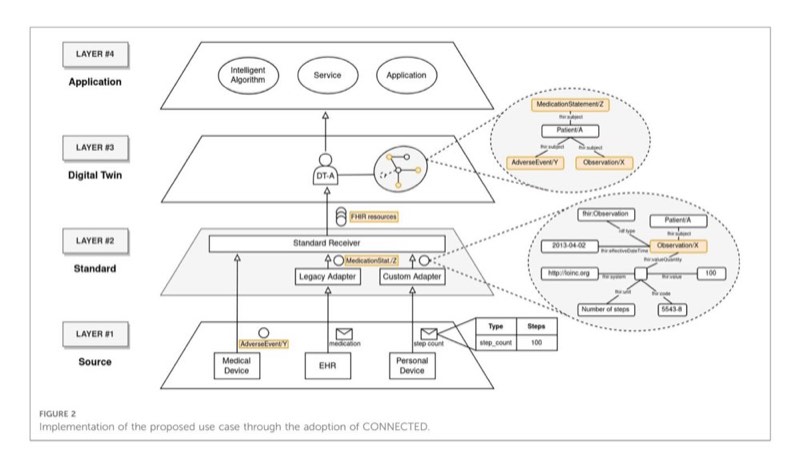 LAYER #4
Application
Intelligent
Algorithm
Service
Application
LAYER #3
Digital Twin
DT-A
MedicationStatement/Z
fhir:subject
Patient/A
fhir:subject
fhir:subject
AdverseEvent/Y
Observation/X
FHIR resources
LAYER #2
Standard
Standard Receiver
MedicationStat./Z
Legacy Adapter
Custom Adapter
fhir:Observation
Patient/A
rdf:type
fhir:subject
2013-04-02
fhir:effectiveDateTime
Observation/X
fhir:valueQuantity
http://loinc.org
fhir:system
fhir:value
100
fhir:unit
fhir:code
Number of steps
5543-8
LAYER #1
Source
AdverseEvent/Y
medication
step count
Medical
Device
EHR
Personal
Device
Type
Steps
step_count
100
FIGURE 2
Implementation of the proposed use case through the adoption of CONNECTED.